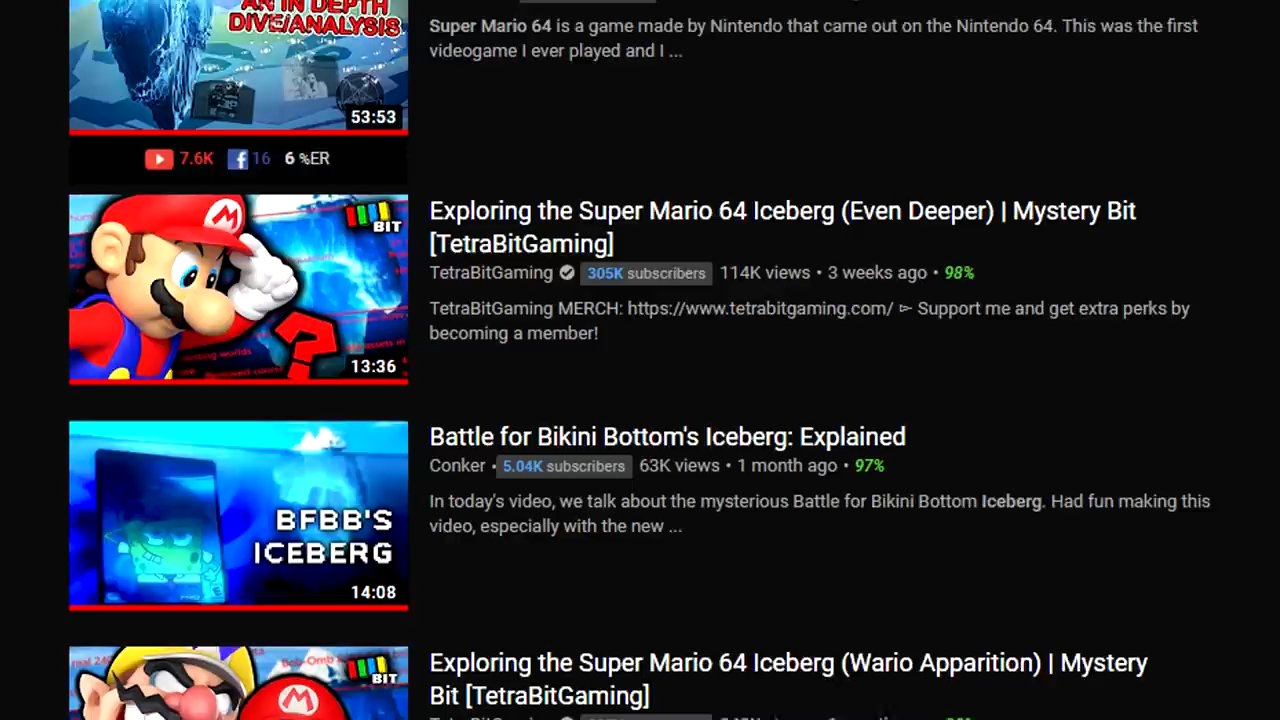 AN IN DEPTH
DIVE/ANALYSIS
53:53
Super Mario 64 is a game made by Nintendo that came out on the Nintendo 64. This was the first
videogame I ever played and I ...
7.6K 16 6 %ER
BIT
13:36
Exploring the Super Mario 64 Iceberg (Even Deeper) | Mystery Bit
[TetraBitGaming]
TetraBitGaming 305K subscribers 114K views • 3 weeks ago • 98%
TetraBitGaming MERCH: https://www.tetrabitgaming.com/ ⊳ Support me and get extra perks by
becoming a member!
BFBB'S
ICEBERG
14:08
Battle for Bikini Bottom's Iceberg: Explained
Conker • 5.04K subscribers 63K views • 1 month ago • 97%
In today's video, we talk about the mysterious Battle for Bikini Bottom Iceberg. Had fun making this
video, especially with the new ...
Bob-Omb
BIT
Exploring the Super Mario 64 Iceberg (Wario Apparition) | Mystery
Bit [TetraBitGaming]